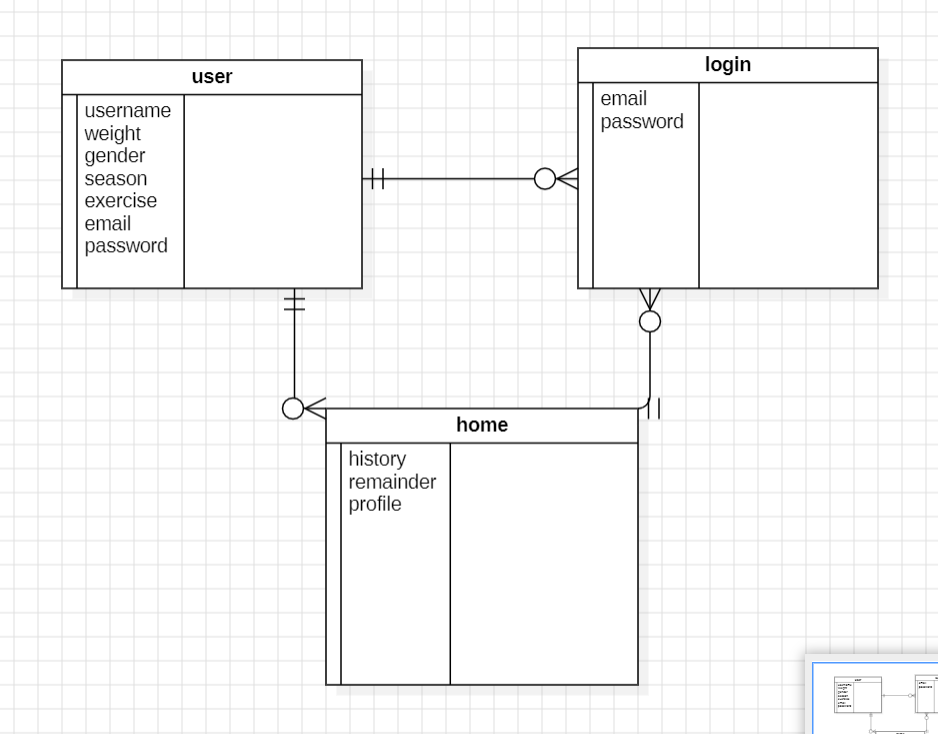 user
username
weight
gender
season
exercise
email
password
login
email
password
home
history
remainder
profile